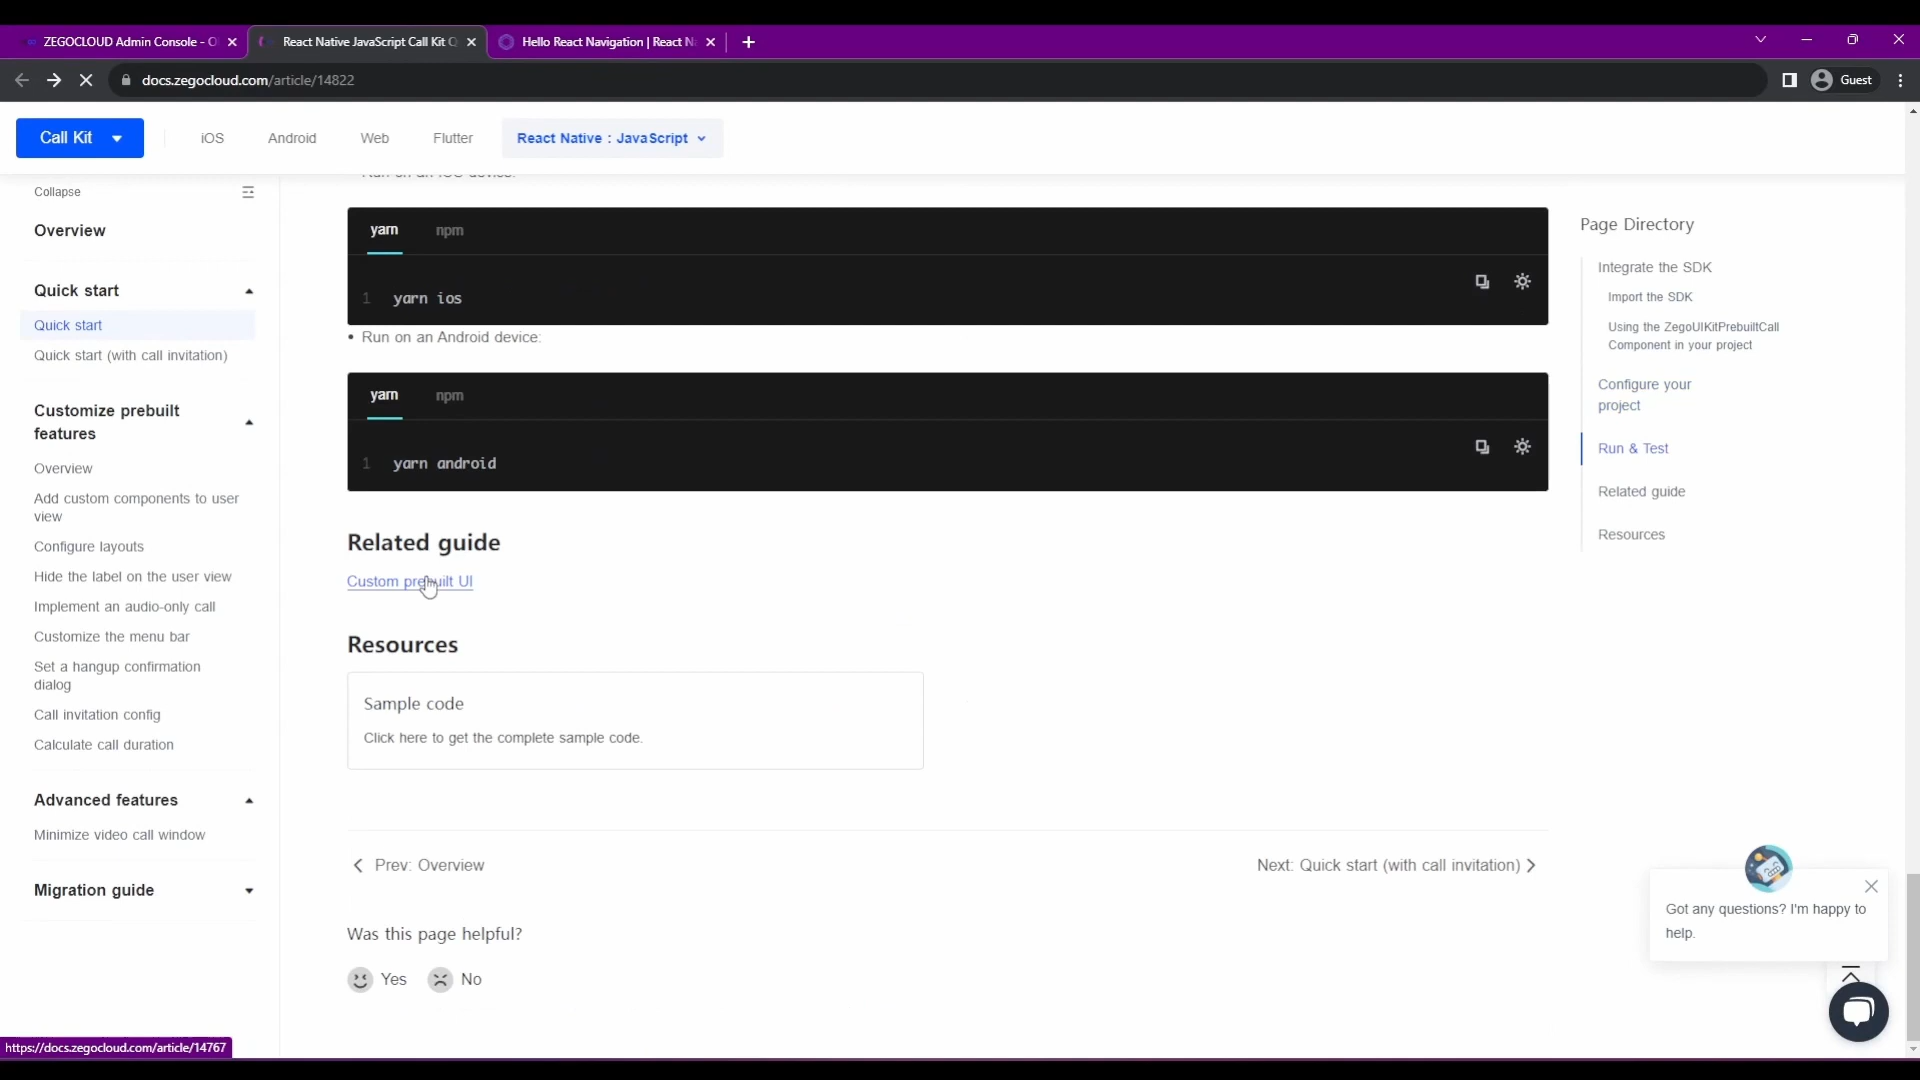 ZEGOCLOUD Admin Console - O
React Native JavaScript Call Kit Q
Hello React Navigation | React Na
docs.zegocloud.com/article/14822
Guest
Call Kit
iOS
Android
Web
Flutter
React Native : JavaScript
Collapse
Overview
Quick start
Quick start
Quick start (with call invitation)
Customize prebuilt
features
Overview
Add custom components to user
view
Configure layouts
Hide the label on the user view
Implement an audio-only call
Customize the menu bar
Set a hangup confirmation
dialog
Call invitation config
Calculate call duration
Advanced features
Minimize video call window
Migration guide
Run on an iOS device:
yarn npm
1 yarn ios
• Run on an Android device:
yarn npm
1 yarn android
Related guide
Custom prebuilt UI
Resources
Sample code
Click here to get the complete sample code.
Prev: Overview
Next: Quick start (with call invitation)
Was this page helpful?
Yes No
Page Directory
Integrate the SDK
Import the SDK
Using the ZegoUIKitPrebuiltCall
Component in your project
Configure your
project
Run & Test
Related guide
Resources
Got any questions? I'm happy to
help.
https://docs.zegocloud.com/article/14767